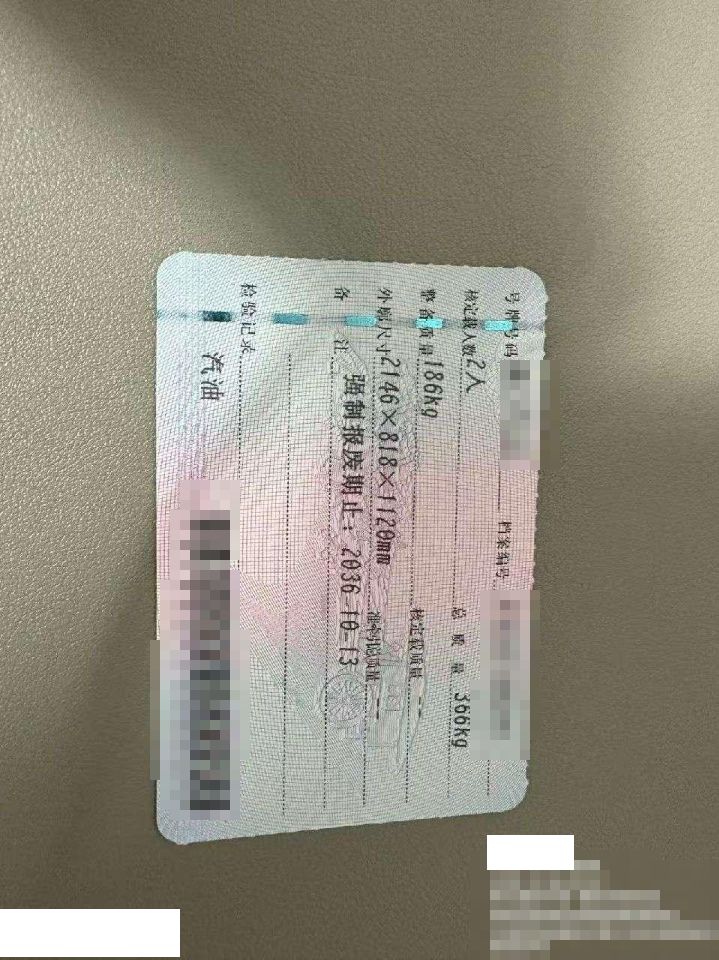 号牌号码 档案编号
核定载人数 2人 总质量 366kg
整备质量 186kg 核定载质量 --
外廓尺寸 2146×818×1120mm 准牵引总质量 --
备注 强制报废期止:2036-10-13
检验记录
汽油